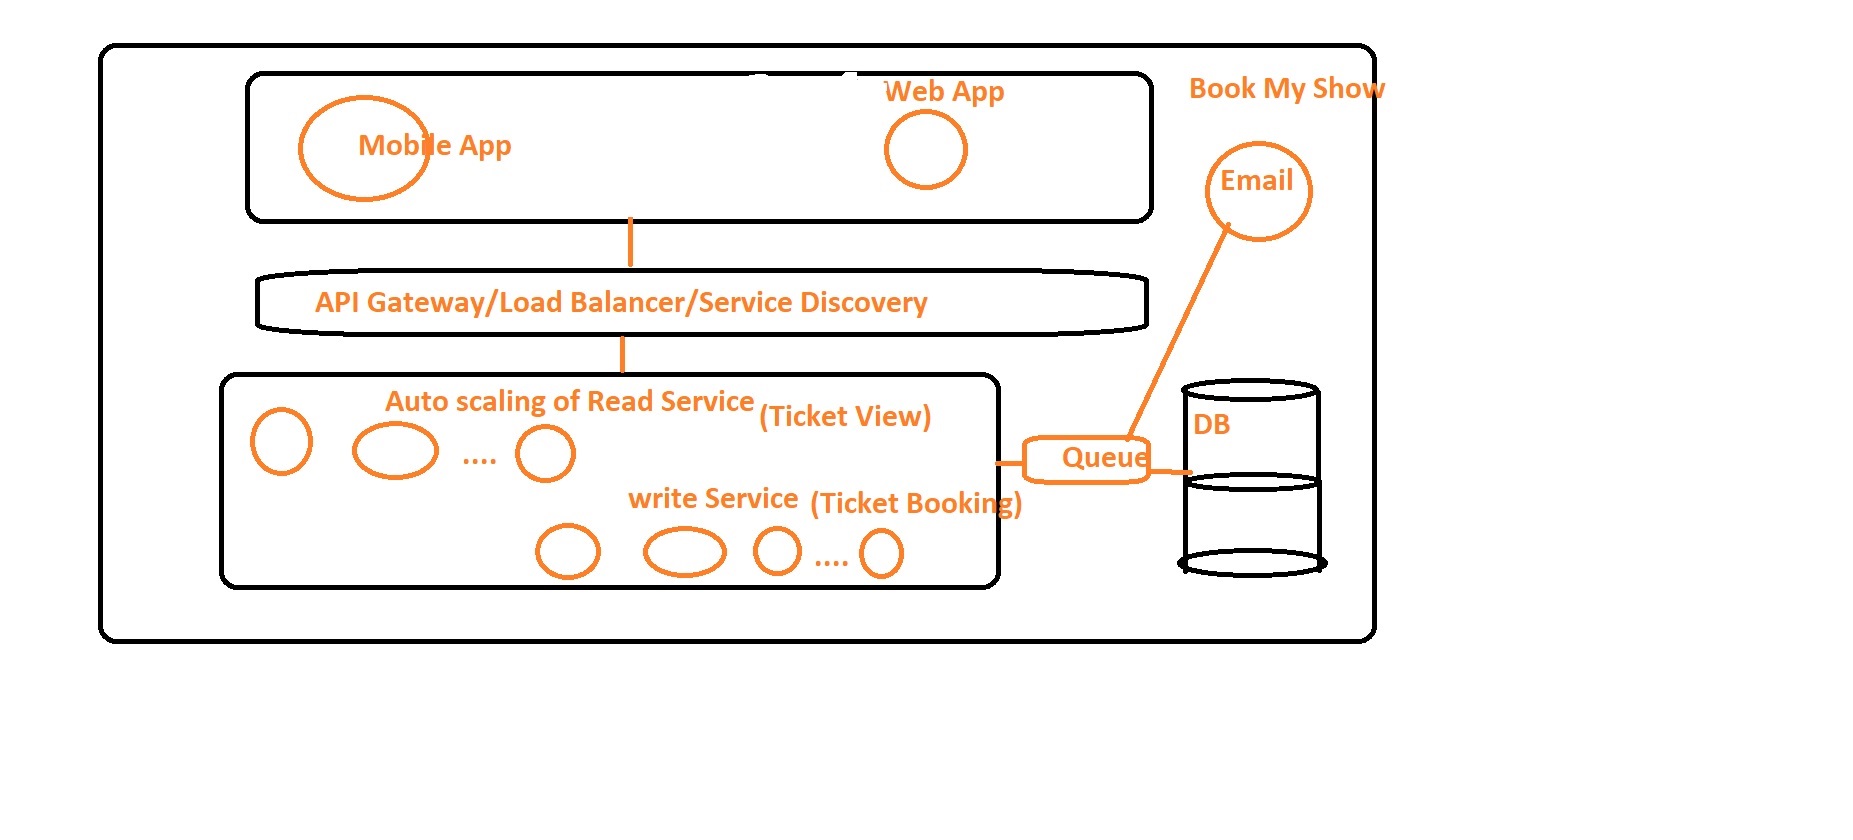 Book My Show
Web App
Mobile App
Email
API Gateway/Load Balancer/Service Discovery
Auto scaling of Read Service (Ticket View)
DB
....
Queue
write Service (Ticket Booking)
....